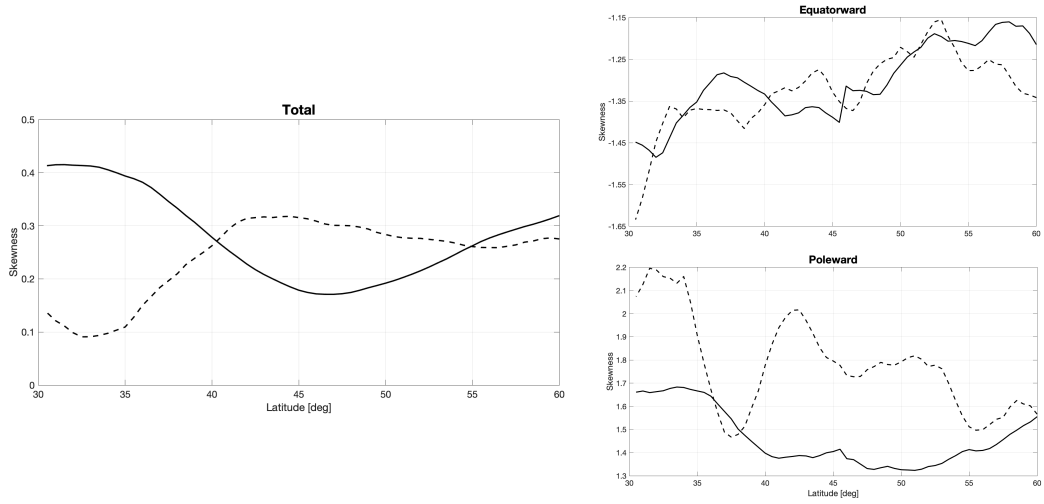 Total
0.5
0.4
0.3
0.2
0.1
0
Skewness
30 35 40 45 50 55 60
Latitude [deg]
Equatorward
-1.15
-1.25
-1.35
-1.45
-1.55
-1.65
Skewness
30 35 40 45 50 55 60
Poleward
2.2
2.1
2
1.9
1.8
1.7
1.6
1.5
1.4
1.3
Skewness
30 35 40 45 50 55 60
Latitude [deg]